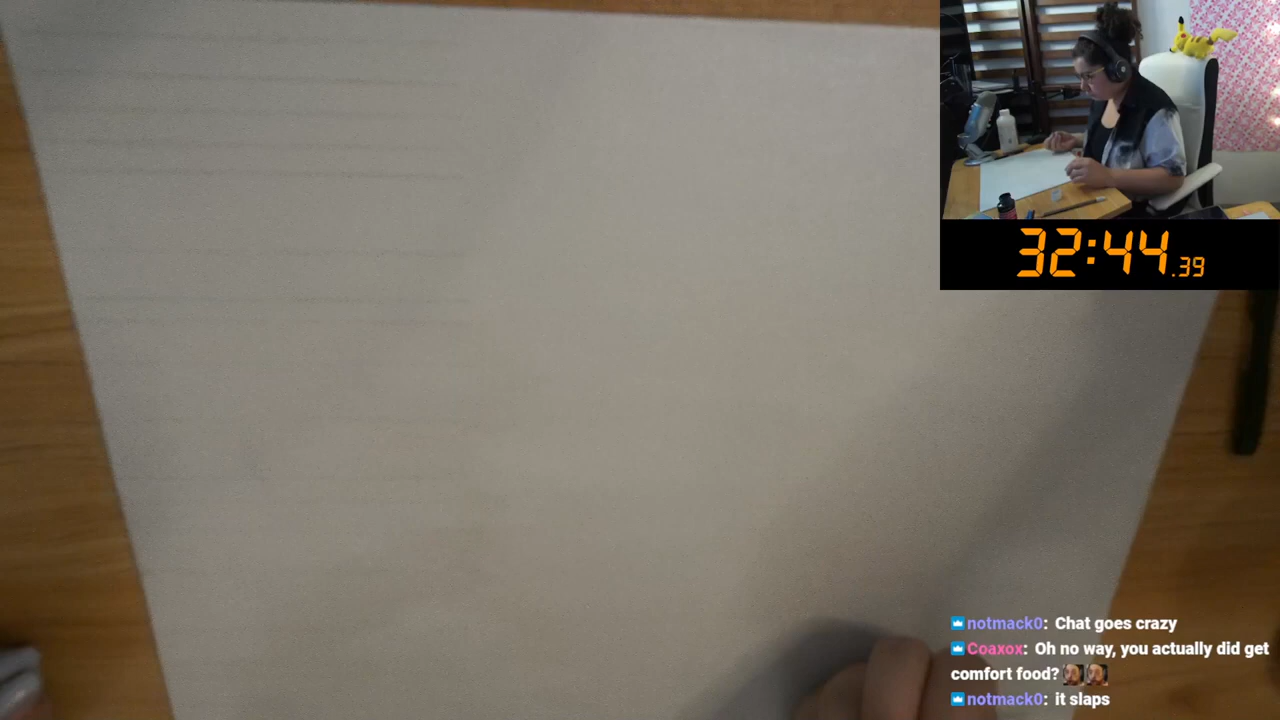 32:44.39
notmack0: Chat goes crazy
Coaxox: Oh no way, you actually did get
comfort food?
notmack0: it slaps